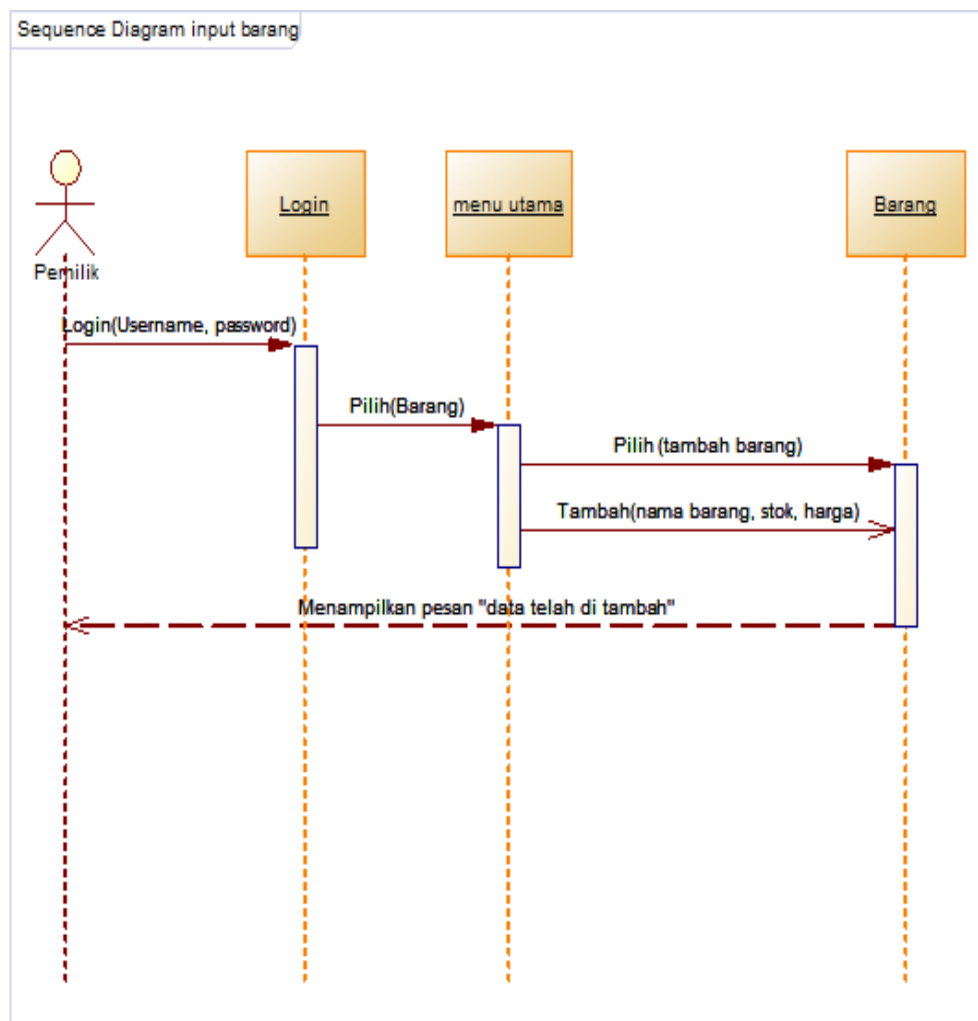 Sequence Diagram input barang
Login
menu utama
Barang
Pemilik
Login(Username, password)
Pilih(Barang)
Pilih (tambah barang)
Tambah(nama barang, stok, harga)
Menampilkan pesan "data telah di tambah"